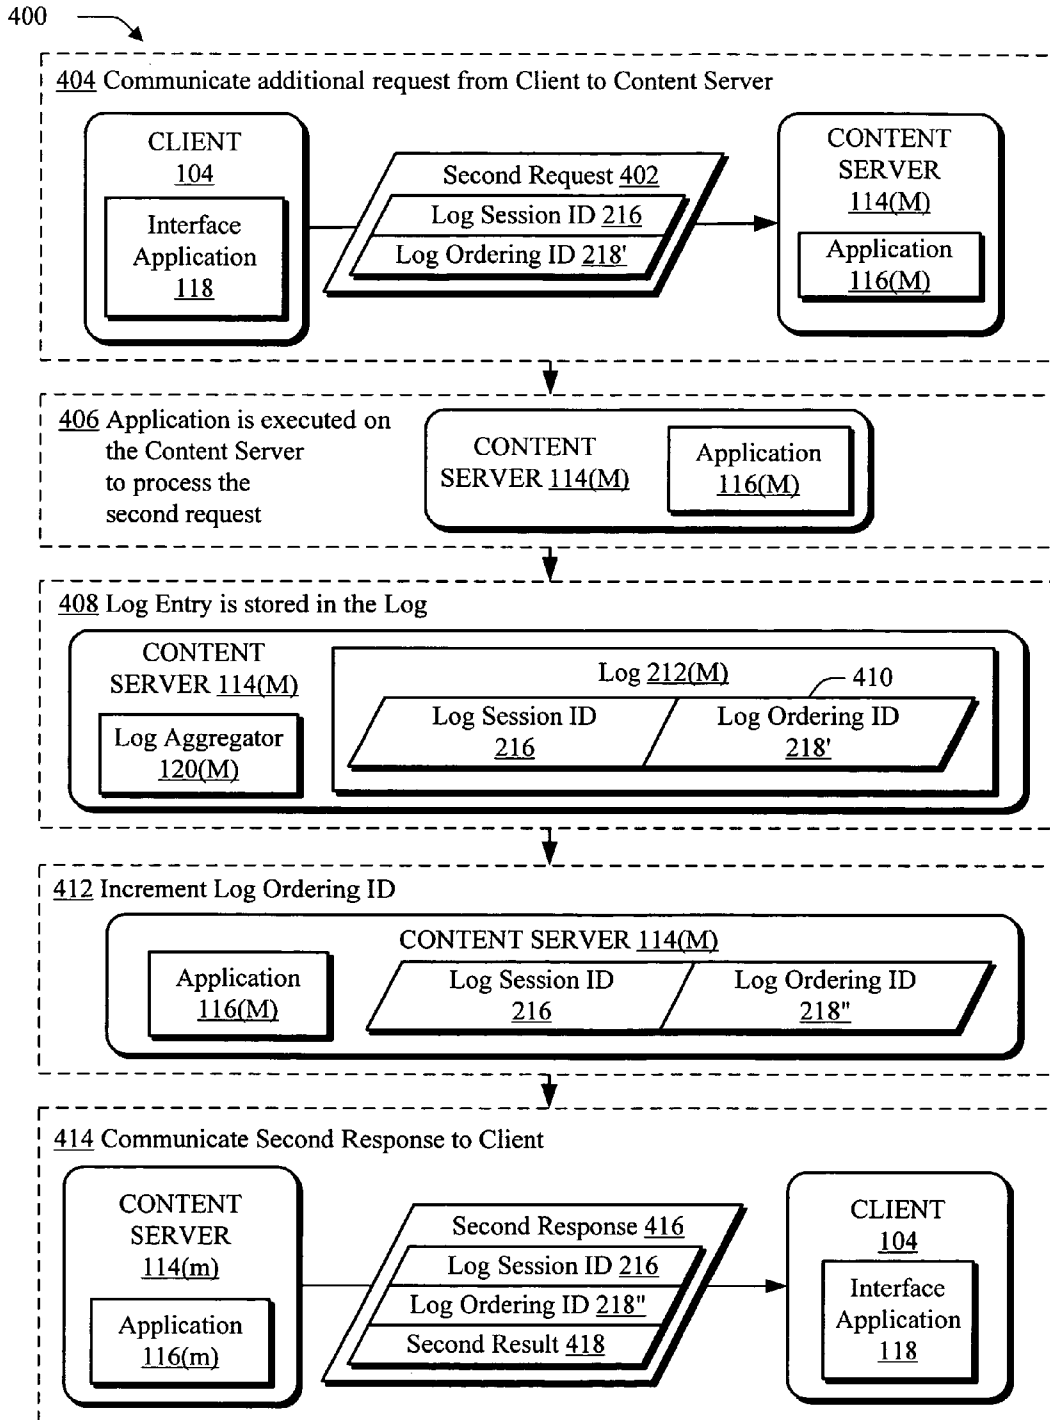 400
404 Communicate additional request from Client to Content Server
CLIENT
104
Interface
Application
118
Second Request 402
Log Session ID 216
Log Ordering ID 218'
CONTENT
SERVER
114(M)
Application
116(M)
406 Application is executed on
the Content Server
to process the
second request
CONTENT
SERVER 114(M)
Application
116(M)
408 Log Entry is stored in the Log
CONTENT
SERVER 114(M)
Log Aggregator
120(M)
Log 212(M)
410
Log Session ID
216
Log Ordering ID
218'
412 Increment Log Ordering ID
CONTENT SERVER 114(M)
Application
116(M)
Log Session ID
216
Log Ordering ID
218"
414 Communicate Second Response to Client
CONTENT
SERVER
114(m)
Application
116(m)
Second Response 416
Log Session ID 216
Log Ordering ID 218"
Second Result 418
CLIENT
104
Interface
Application
118